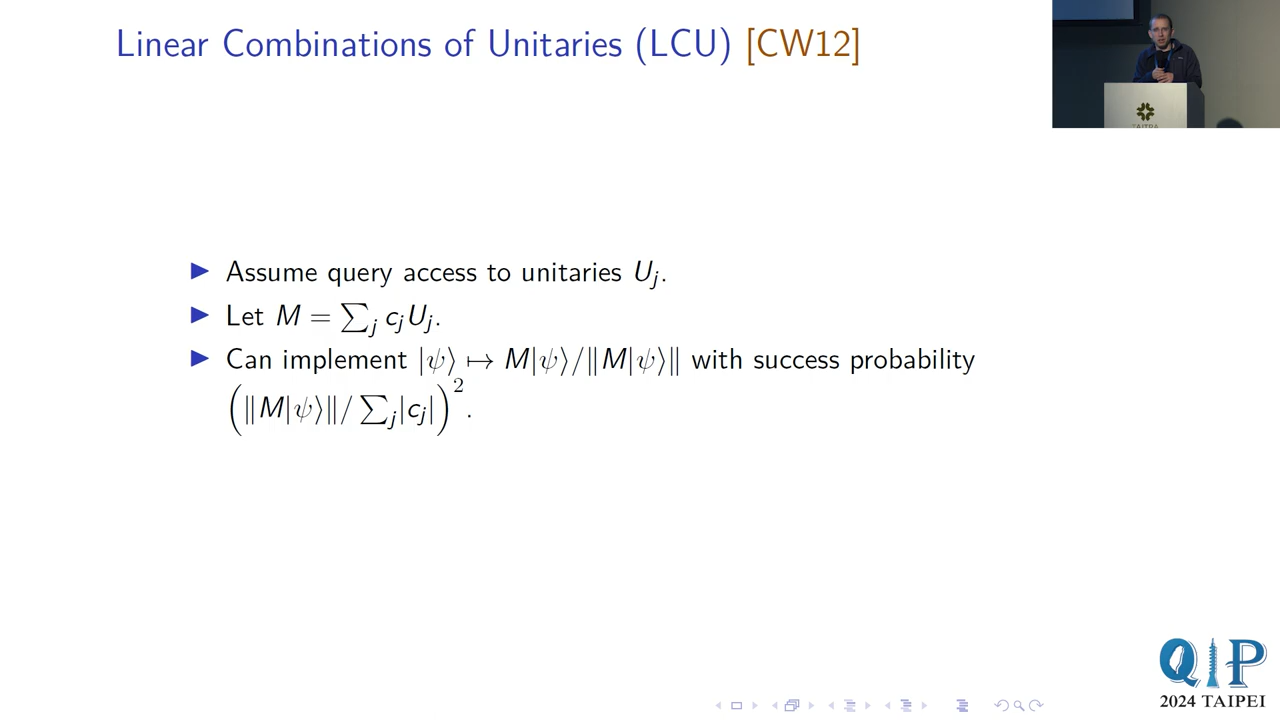 Linear Combinations of Unitaries (LCU) [CW12]
TAITRA
▶ Assume query access to unitaries U_j.
▶ Let M = ∑_j c_j U_j.
▶ Can implement |ψ⟩ ↦ M|ψ⟩/‖M|ψ⟩‖ with success probability
(‖M|ψ⟩‖/ ∑_j|c_j|)^2.
QIP
2024 TAIPEI